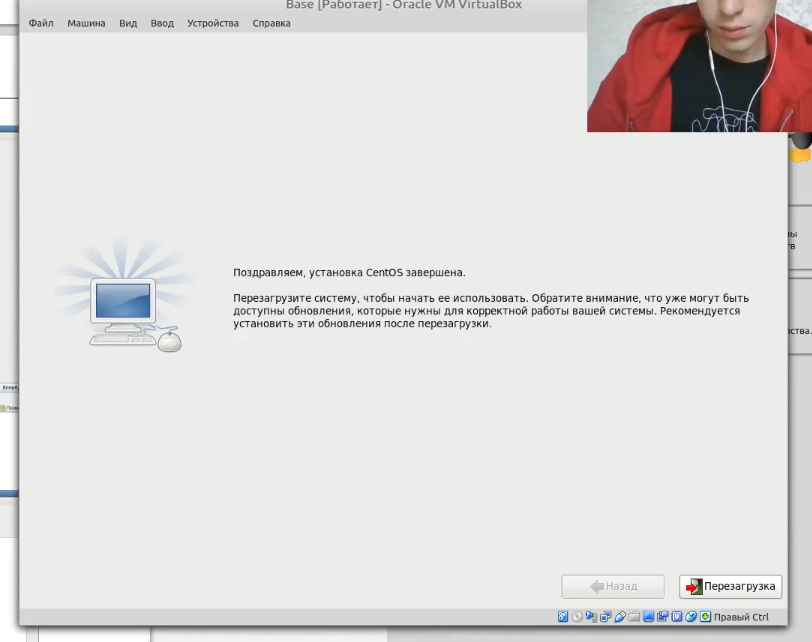 Base [Работает] - Oracle VM VirtualBox
Файл Машина Вид Ввод Устройства Справка
Поздравляем, установка CentOS завершена.
Перезагрузите систему, чтобы начать ее использовать. Обратите внимание, что уже могут быть
доступны обновления, которые нужны для корректной работы вашей системы. Рекомендуется
установить эти обновления после перезагрузки.
Назад Перезагрузка
Правый Ctrl